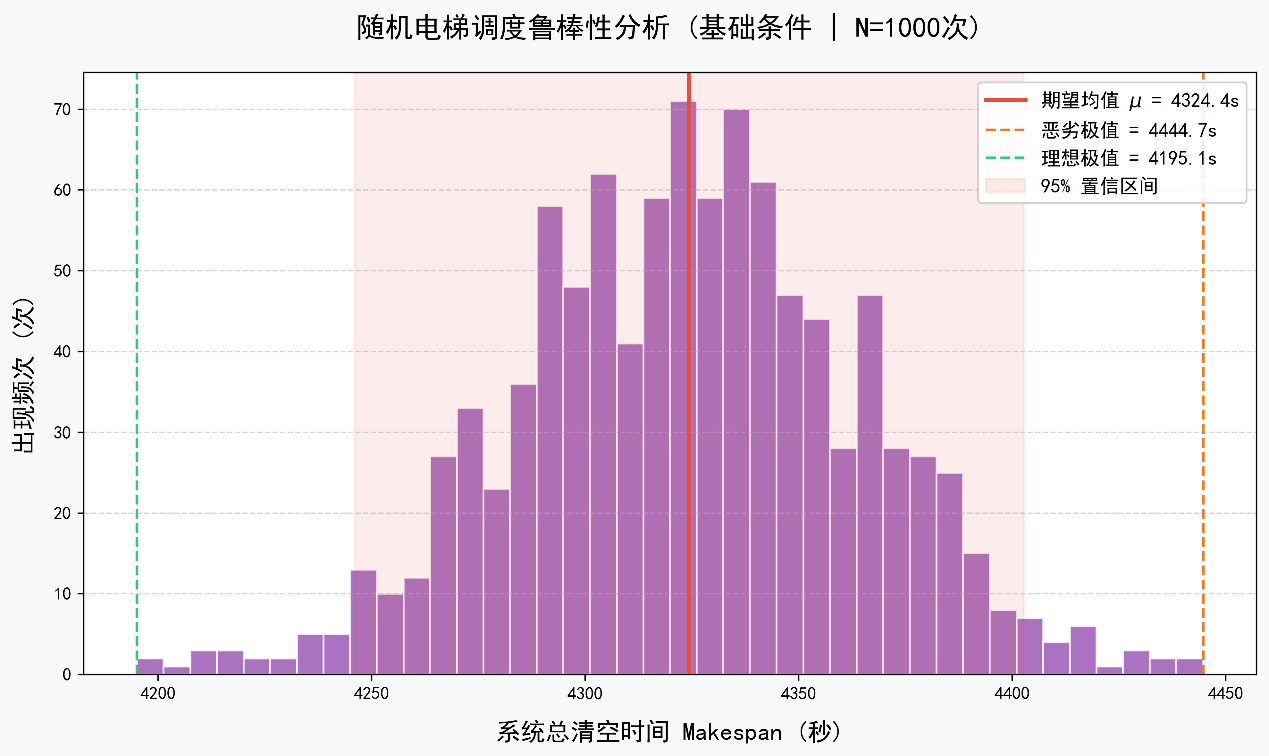 随机电梯调度鲁棒性分析 (基础条件 | N=1000次)
期望均值 μ = 4324.4s
恶劣极值 = 4444.7s
理想极值 = 4195.1s
95% 置信区间
出现频次 (次)
70
60
50
40
30
20
10
0
4200 4250 4300 4350 4400 4450
系统总清空时间 Makespan (秒)